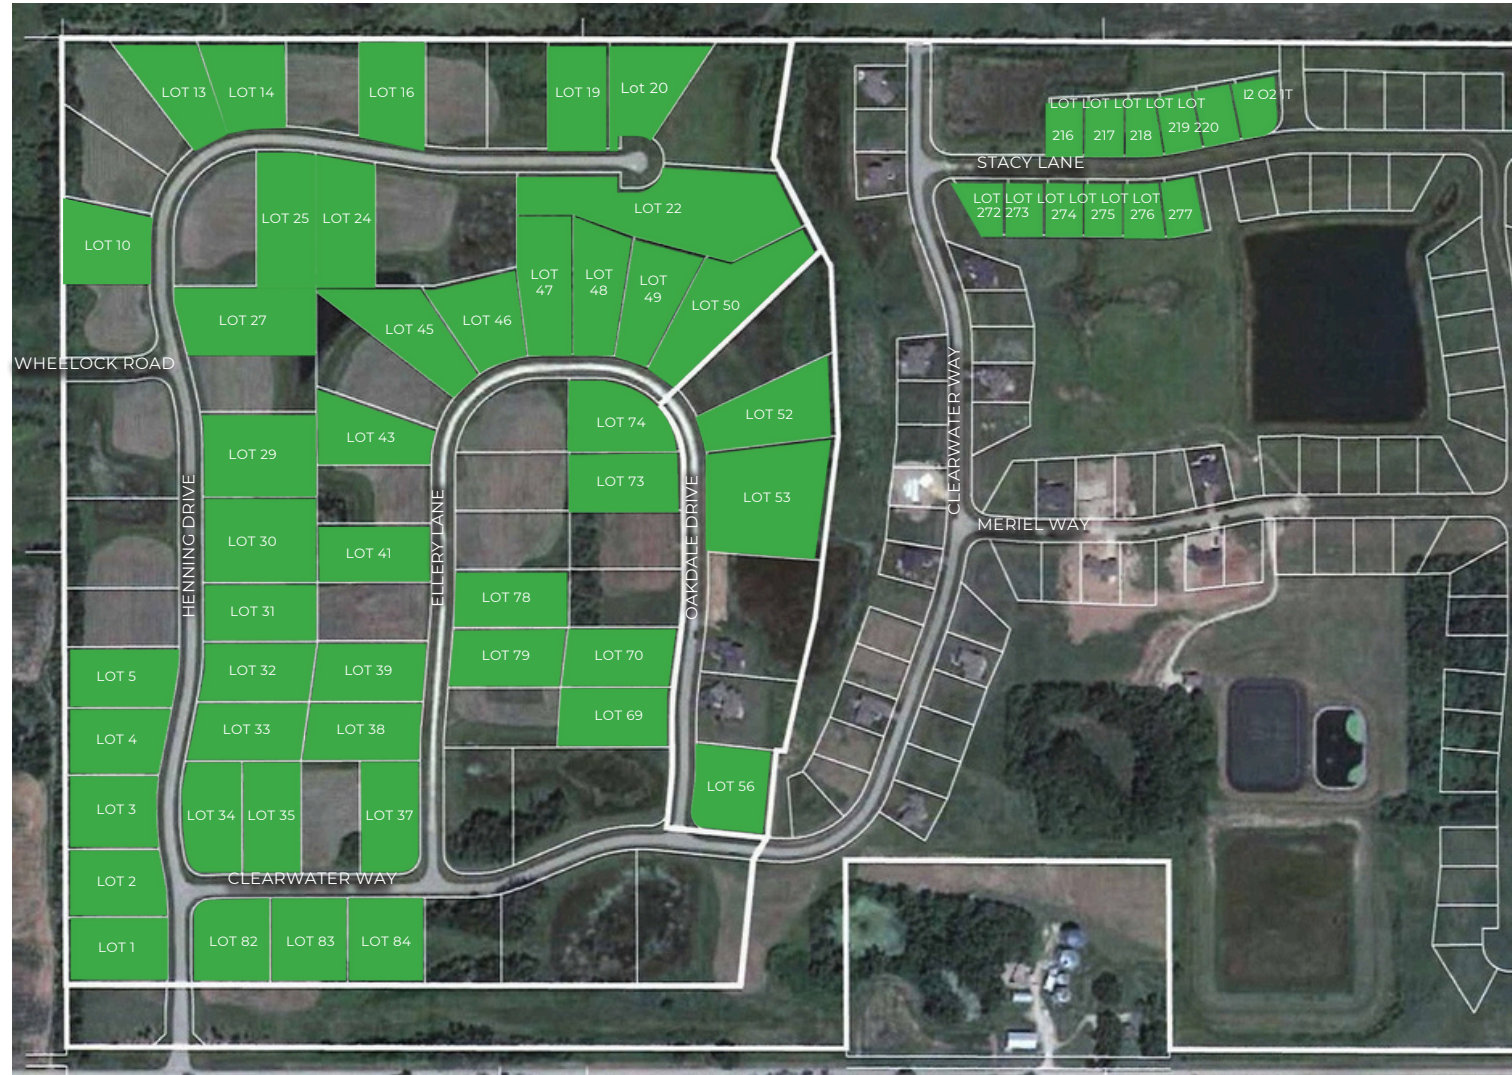 LOT 13
LOT 14
LOT 16
LOT 19
Lot 20
LOT LOT LOT LOT LOT
216 217 218 219 220
I2 O2 1T
STACY LANE
LOT 25
LOT 24
LOT 22
LOT LOT LOT LOT LOT
272 273 274 275 276 277
LOT 10
LOT
47
LOT
48
LOT
49
LOT 50
LOT 27
LOT 45
LOT 46
WHEELOCK ROAD
CLEARWATER WAY
LOT 74
LOT 52
LOT 43
LOT 29
LOT 73
LOT 53
HENNING DRIVE
ELLERY LANE
OAKDALE DRIVE
MERIEL WAY
LOT 30
LOT 41
LOT 78
LOT 31
LOT 79
LOT 70
LOT 5
LOT 32
LOT 39
LOT 69
LOT 4
LOT 33
LOT 38
LOT 56
LOT 3
LOT 34
LOT 35
LOT 37
LOT 2
CLEARWATER WAY
LOT 1
LOT 82
LOT 83
LOT 84